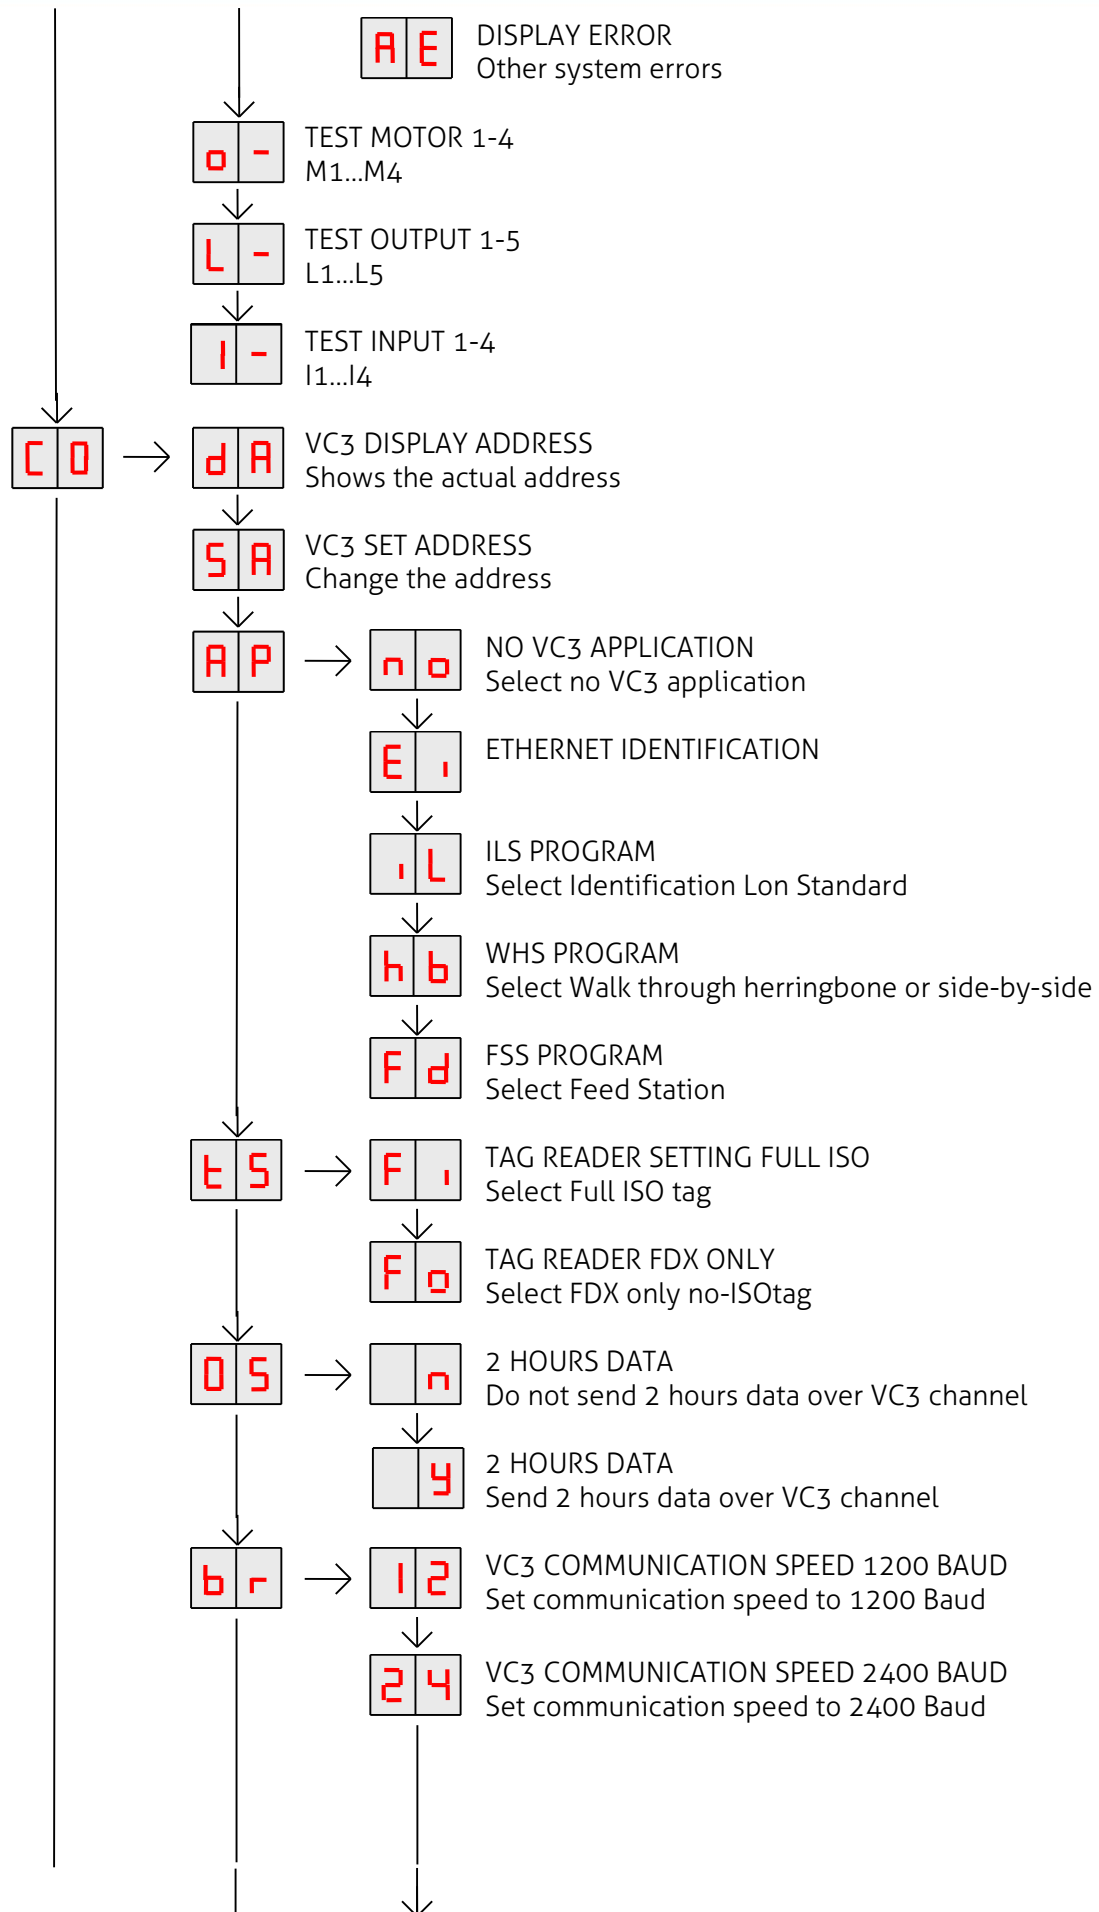 AE DISPLAY ERROR
Other system errors
o - TEST MOTOR 1-4
M1...M4
L - TEST OUTPUT 1-5
L1...L5
I - TEST INPUT 1-4
I1...I4
C0 dA VC3 DISPLAY ADDRESS
Shows the actual address
SA VC3 SET ADDRESS
Change the address
AP no NO VC3 APPLICATION
Select no VC3 application
E i ETHERNET IDENTIFICATION
iL ILS PROGRAM
Select Identification Lon Standard
hb WHS PROGRAM
Select Walk through herringbone or side-by-side
Fd FSS PROGRAM
Select Feed Station
tS F i TAG READER SETTING FULL ISO
Select Full ISO tag
Fo TAG READER FDX ONLY
Select FDX only no-ISOtag
OS n 2 HOURS DATA
Do not send 2 hours data over VC3 channel
y 2 HOURS DATA
Send 2 hours data over VC3 channel
br 12 VC3 COMMUNICATION SPEED 1200 BAUD
Set communication speed to 1200 Baud
24 VC3 COMMUNICATION SPEED 2400 BAUD
Set communication speed to 2400 Baud